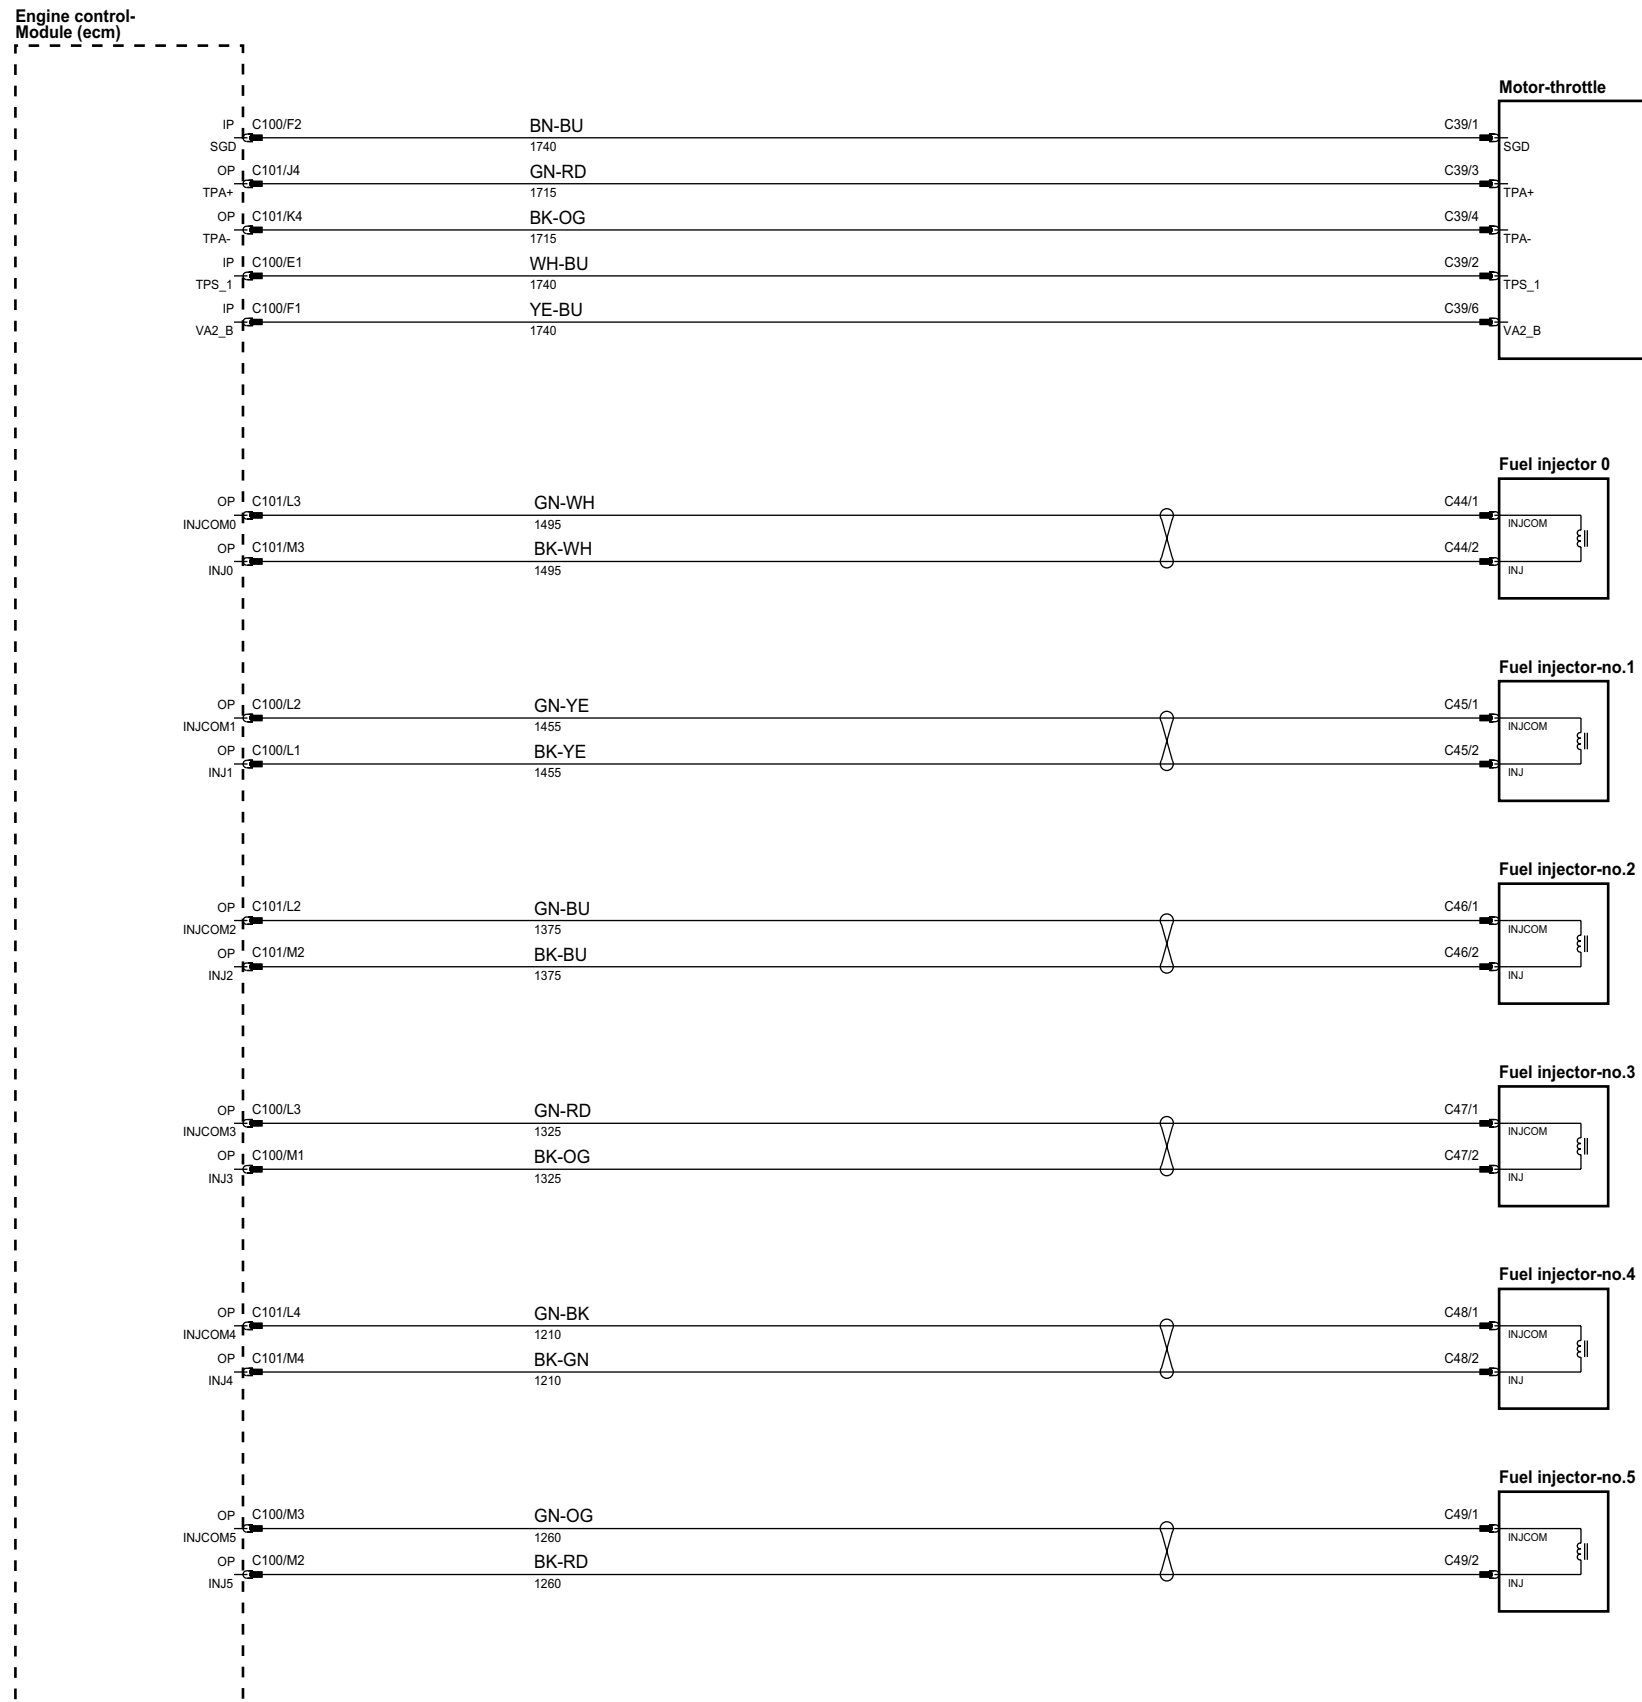 Engine control-
Module (ecm)
Motor-throttle
IP C100/F2 BN-BU C39/1
SGD 1740 SGD
OP C101/J4 GN-RD C39/3
TPA+ 1715 TPA+
OP C101/K4 BK-OG C39/4
TPA- 1715 TPA-
IP C100/E1 WH-BU C39/2
TPS_1 1740 TPS_1
IP C100/F1 YE-BU C39/6
VA2_B 1740 VA2_B
Fuel injector 0
OP C101/L3 GN-WH C44/1
INJCOM0 1495 INJCOM
OP C101/M3 BK-WH C44/2
INJ0 1495 INJ
Fuel injector-no.1
OP C100/L2 GN-YE C45/1
INJCOM1 1455 INJCOM
OP C100/L1 BK-YE C45/2
INJ1 1455 INJ
Fuel injector-no.2
OP C101/L2 GN-BU C46/1
INJCOM2 1375 INJCOM
OP C101/M2 BK-BU C46/2
INJ2 1375 INJ
Fuel injector-no.3
OP C100/L3 GN-RD C47/1
INJCOM3 1325 INJCOM
OP C100/M1 BK-OG C47/2
INJ3 1325 INJ
Fuel injector-no.4
OP C101/L4 GN-BK C48/1
INJCOM4 1210 INJCOM
OP C101/M4 BK-GN C48/2
INJ4 1210 INJ
Fuel injector-no.5
OP C100/M3 GN-OG C49/1
INJCOM5 1260 INJCOM
OP C100/M2 BK-RD C49/2
INJ5 1260 INJ